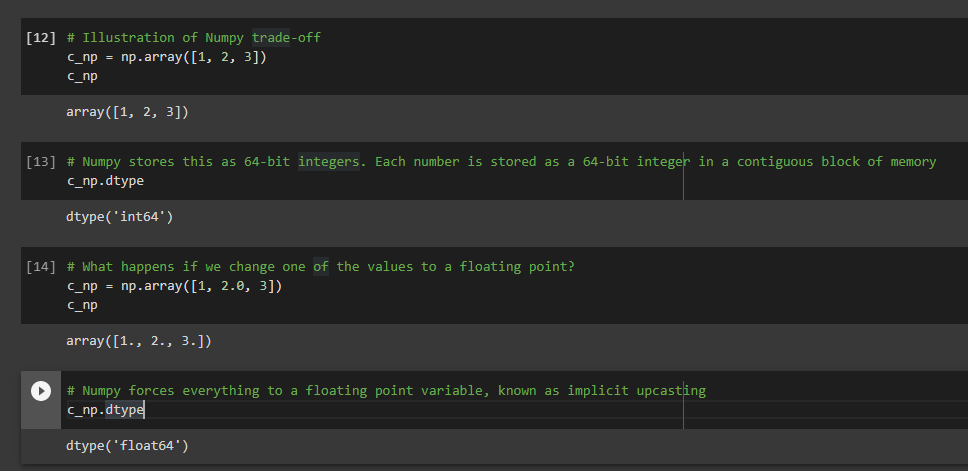 [12] # Illustration of Numpy trade-off
c_np = np.array([1, 2, 3])
c_np
array([1, 2, 3])
[13] # Numpy stores this as 64-bit integers. Each number is stored as a 64-bit integer in a contiguous block of memory
c_np.dtype
dtype('int64')
[14] # What happens if we change one of the values to a floating point?
c_np = np.array([1, 2.0, 3])
c_np
array([1., 2., 3.])
# Numpy forces everything to a floating point variable, known as implicit upcasting
c_np.dtype
dtype('float64')